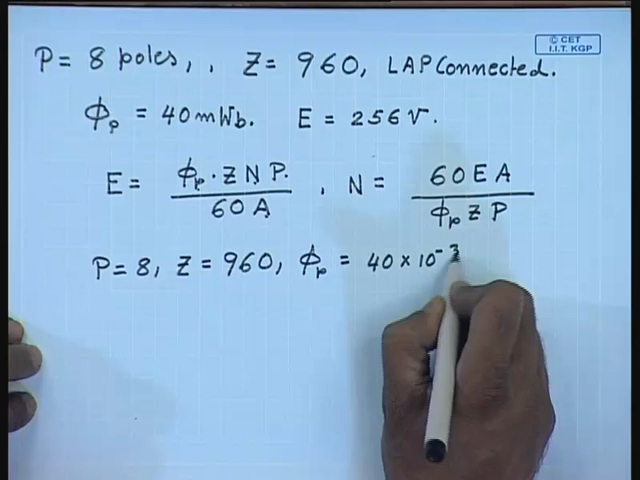 © CET
I.I.T. KGP
P = 8 poles, , Z = 960, LAP Connected.
ϕp = 40 mWb. E = 256 V.
E = ϕp · Z N P. / 60 A , N = 60 E A / ϕp Z P
P = 8, Z = 960, ϕp = 40 × 10⁻³